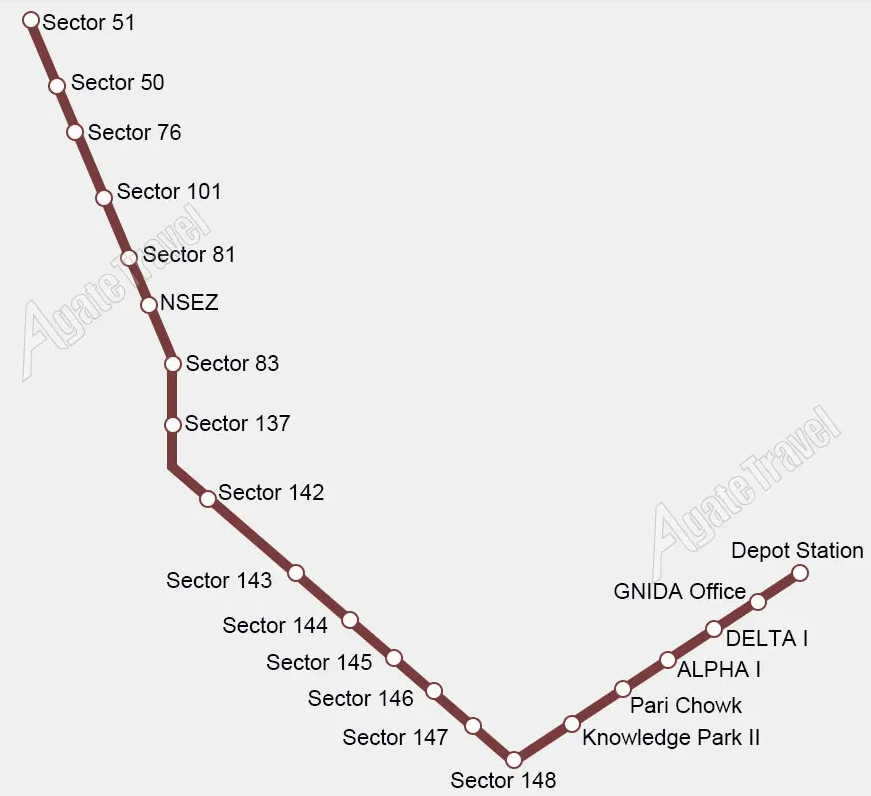 Sector 51
Sector 50
Sector 76
Sector 101
Sector 81
NSEZ
Sector 83
Sector 137
Sector 142
Sector 143
Sector 144
Sector 145
Sector 146
Sector 147
Sector 148
Knowledge Park II
Pari Chowk
ALPHA I
DELTA I
GNIDA Office
Depot Station
AgateTravel
AgateTravel